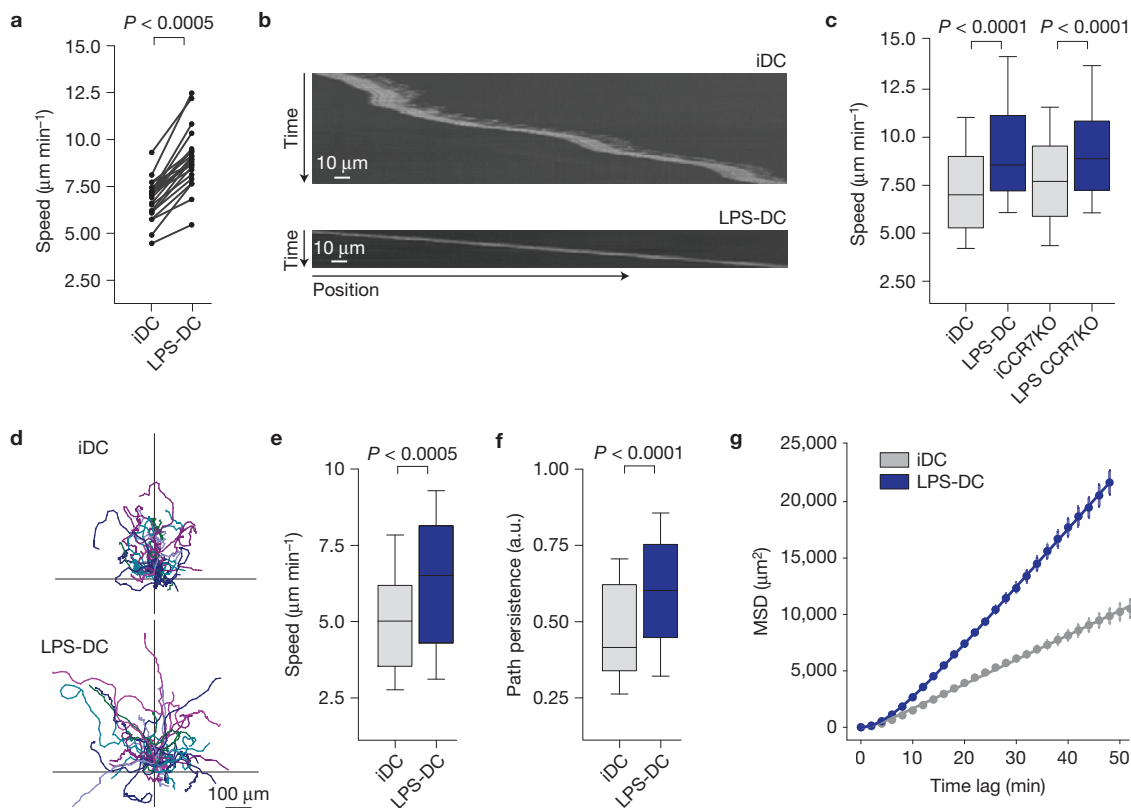 a
P < 0.0005
15.0
12.5
10.0
7.50
5.00
2.50
Speed (µm min⁻¹)
iDC
LPS-DC
b
iDC
Time
10 µm
LPS-DC
Time
10 µm
Position
c
P < 0.0001 P < 0.0001
15.0
12.5
10.0
7.50
5.00
2.50
Speed (µm min⁻¹)
iDC
LPS-DC
iCCR7KO
LPS CCR7KO
d
iDC
LPS-DC
100 µm
e
P < 0.0005
10
7.5
5.0
2.5
Speed (µm min⁻¹)
iDC
LPS-DC
f
P < 0.0001
1.00
0.75
0.50
0.25
Path persistence (a.u.)
iDC
LPS-DC
g
25,000
20,000
15,000
10,000
5,000
0
MSD (µm²)
iDC
LPS-DC
0 10 20 30 40 50
Time lag (min)